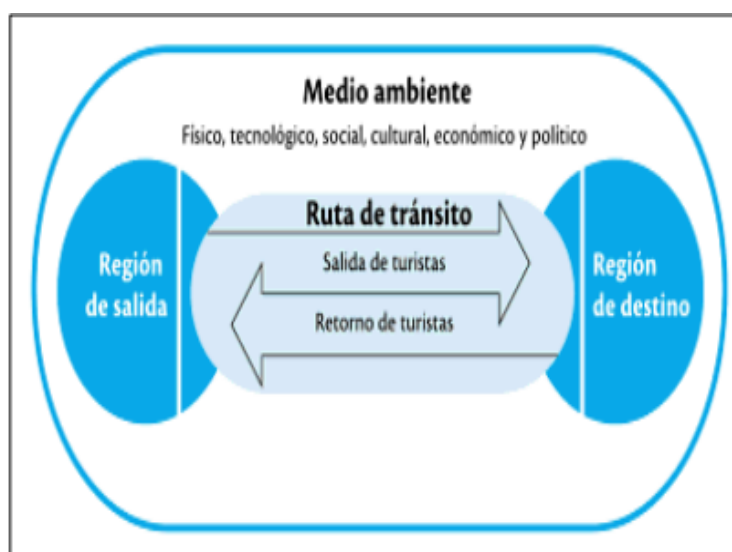 Medio ambiente
Físico, tecnológico, social, cultural, económico y político
Ruta de tránsito
Salida de turistas
Retorno de turistas
Región
de salida
Región
de destino